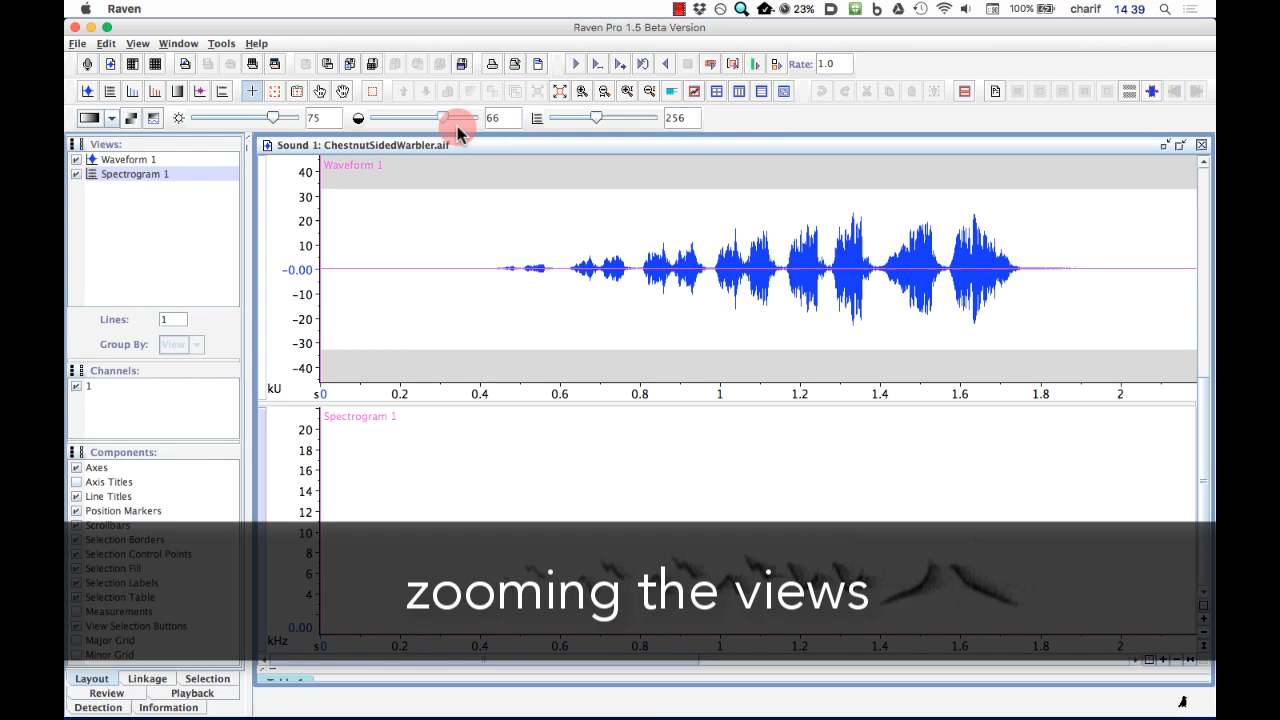 Raven
23%
100%
charif
14 39
Raven Pro 1.5 Beta Version
File Edit View Window Tools Help
Rate: 1.0
75
66
256
Views:
Waveform 1
Spectrogram 1
Lines: 1
Group By: View
Channels:
1
Components:
Axes
Axis Titles
Line Titles
Position Markers
Scrollbars
Selection Borders
Selection Control Points
Selection Fill
Selection Labels
Selection Table
Measurements
View Selection Buttons
Major Grid
Minor Grid
Layout Linkage Selection
Review Playback
Detection Information
Sound 1: ChestnutSidedWarbler.aif
Waveform 1
40
30
20
10
-0.00
-10
-20
-30
-40
kU
s0 0.2 0.4 0.6 0.8 1 1.2 1.4 1.6 1.8 2
Spectrogram 1
20
18
16
14
12
10
8
6
4
0.00
kHz
s0 0.2 0.4 0.6 0.8 1 1.2 1.4 1.6 1.8 2
zooming the views